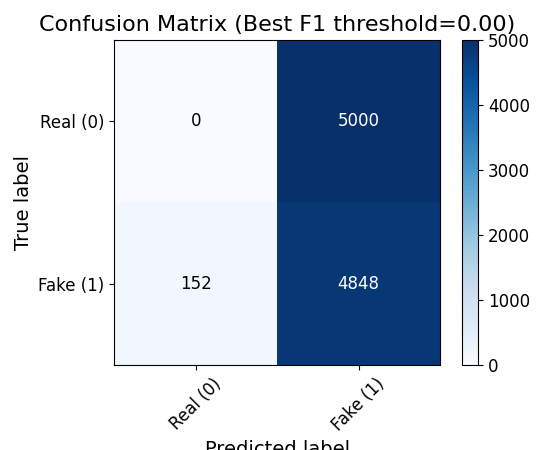 Confusion Matrix (Best F1 threshold=0.00)
5000
Real (0)
0
5000
4000
3000
True label
2000
Fake (1)
152
4848
1000
0
Real (0)
Fake (1)
Predicted label